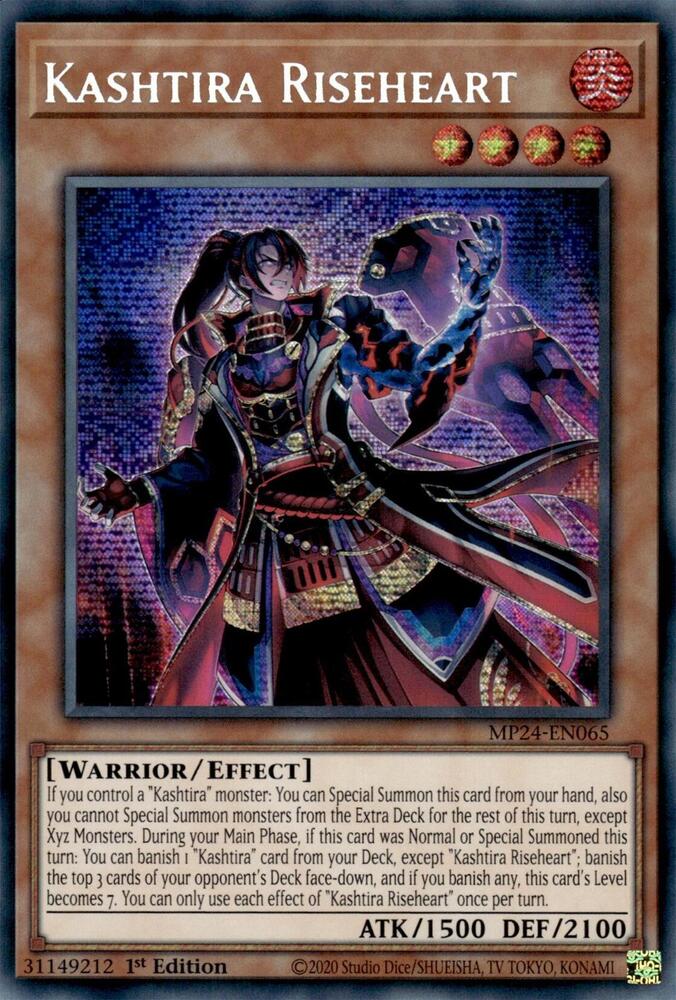 KASHTIRA RISEHEART
炎
MP24-EN065
[WARRIOR/EFFECT]
If you control a "Kashtira" monster: You can Special Summon this card from your hand, also
you cannot Special Summon monsters from the Extra Deck for the rest of this turn, except
Xyz Monsters. During your Main Phase, if this card was Normal or Special Summoned this
turn: You can banish 1 "Kashtira" card from your Deck, except "Kashtira Riseheart"; banish
the top 3 cards of your opponent's Deck face-down, and if you banish any, this card's Level
becomes 7. You can only use each effect of "Kashtira Riseheart" once per turn.
ATK/1500 DEF/2100
31149212 1st Edition ©2020 Studio Dice/SHUEISHA, TV TOKYO, KONAMI